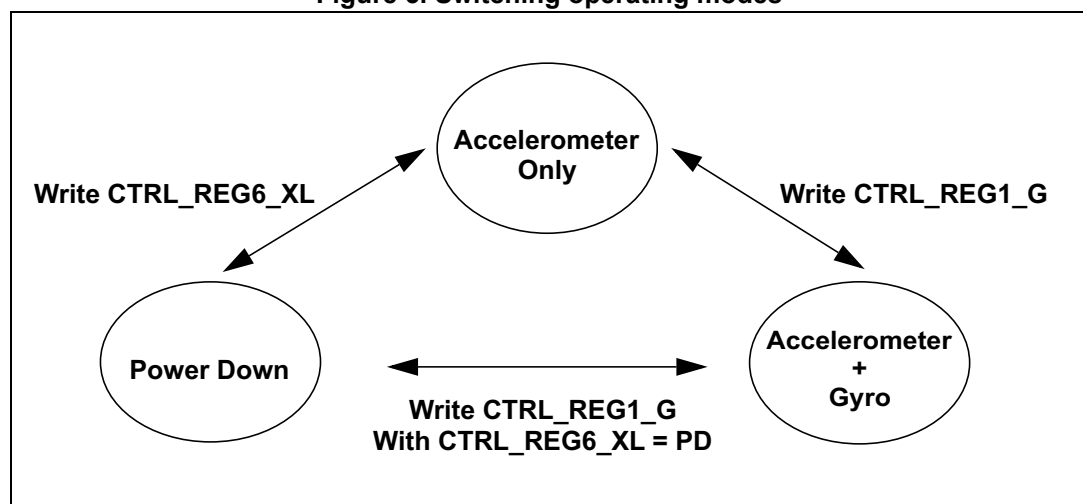 Figure 6. Switching operating modes
Accelerometer
Only
Write CTRL_REG6_XL
Write CTRL_REG1_G
Power Down
Accelerometer
+
Gyro
Write CTRL_REG1_G
With CTRL_REG6_XL = PD